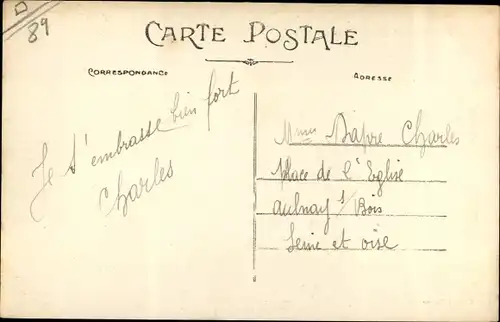 89
CARTE POSTALE
CORRESPONDANCE
ADRESSE
Je t'embrasse bien fort
Charles
Mme Charles
place de l'Eglise
aulnay s/ Bois
Seine et oise